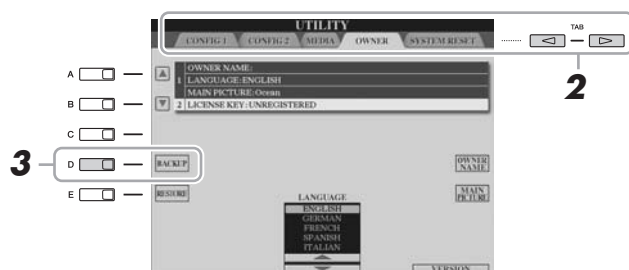 UTILITY
CONFIG 1 CONFIG 2 MEDIA OWNER SYSTEM RESET
TAB
2
A
B
C
D
E
3
OWNER NAME:
1 LANGUAGE:ENGLISH
MAIN PICTURE:Ocean
2 LICENSE KEY:UNREGISTERED
BACKUP
OWNER NAME
RESTORE
MAIN PICTURE
LANGUAGE
ENGLISH
GERMAN
FRENCH
SPANISH
ITALIAN
VERSION